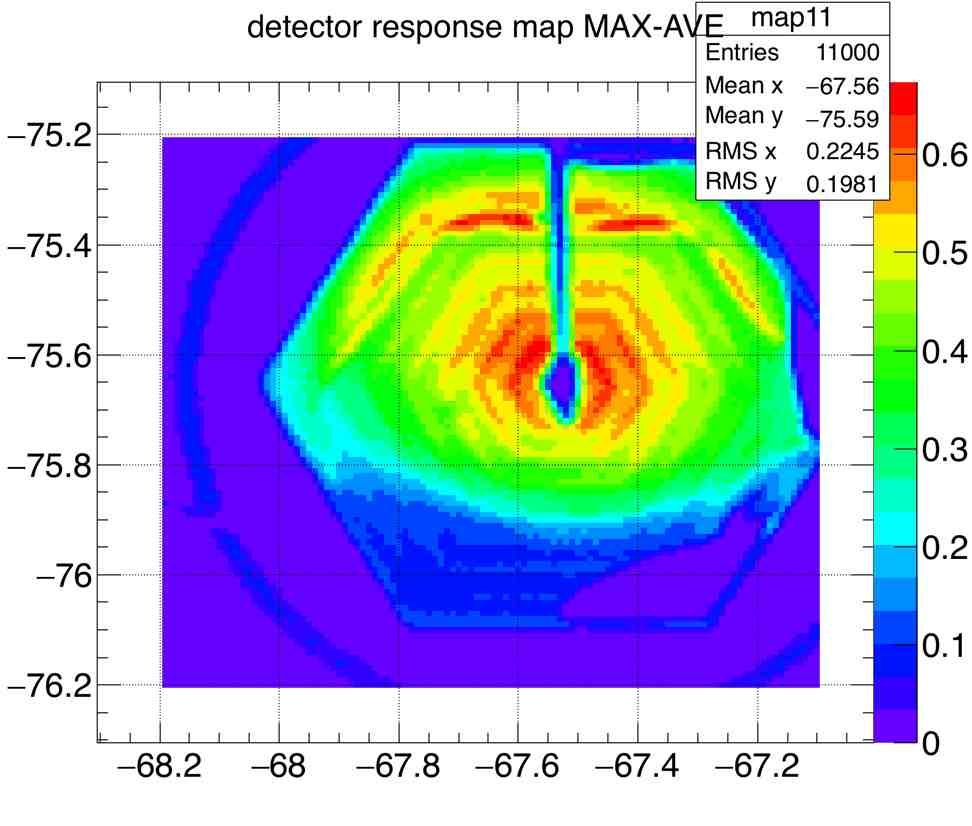 detector response map MAX-AVE
map11
Entries 11000
Mean x −67.56
Mean y −75.59
RMS x 0.2245
RMS y 0.1981
−75.2
−75.4
−75.6
−75.8
−76
−76.2
−68.2 −68 −67.8 −67.6 −67.4 −67.2
0.6
0.5
0.4
0.3
0.2
0.1
0